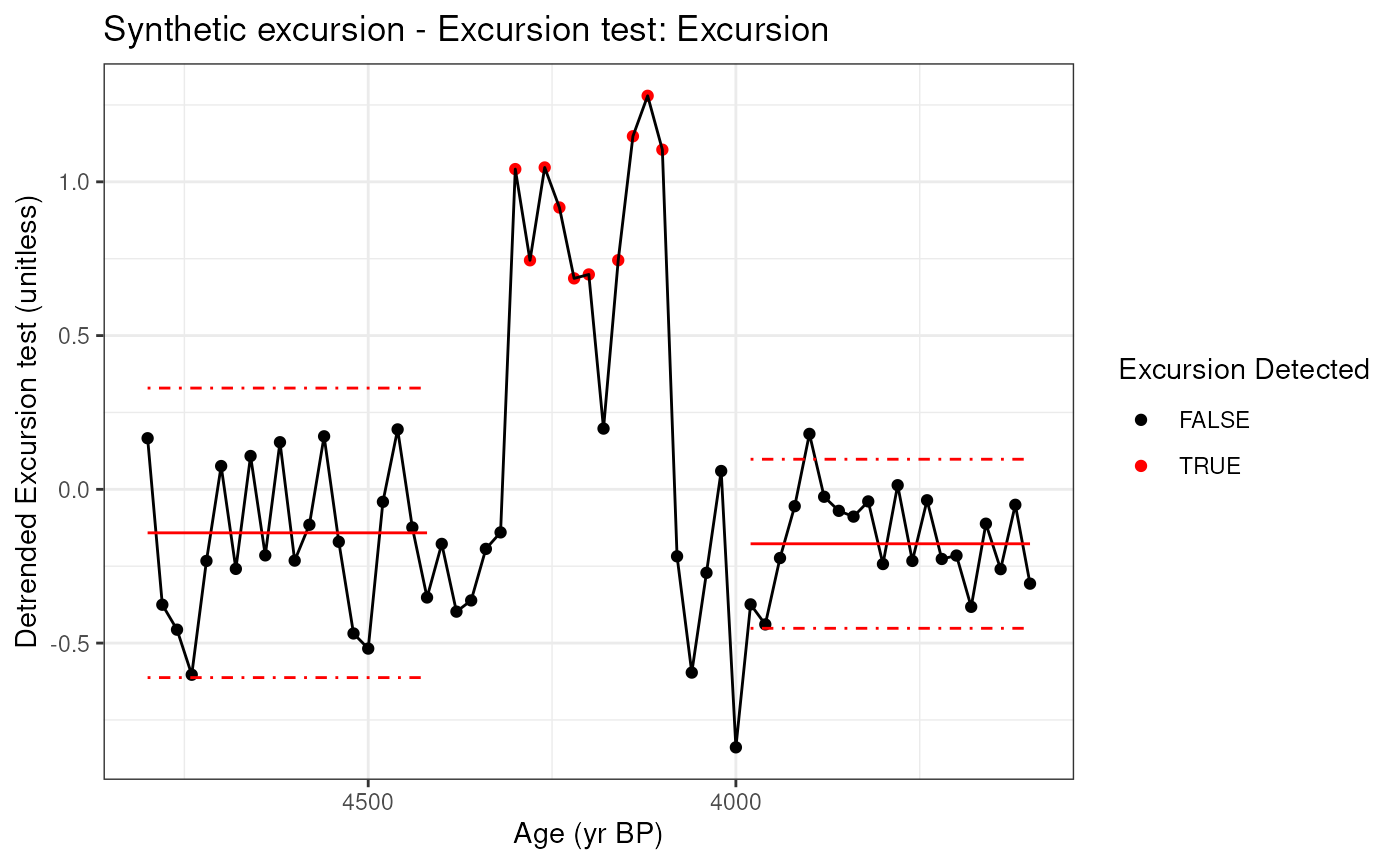 Synthetic excursion - Excursion test: Excursion
Detrended Excursion test (unitless)
1.0
0.5
0.0
-0.5
4500
4000
Age (yr BP)
Excursion Detected
FALSE
TRUE